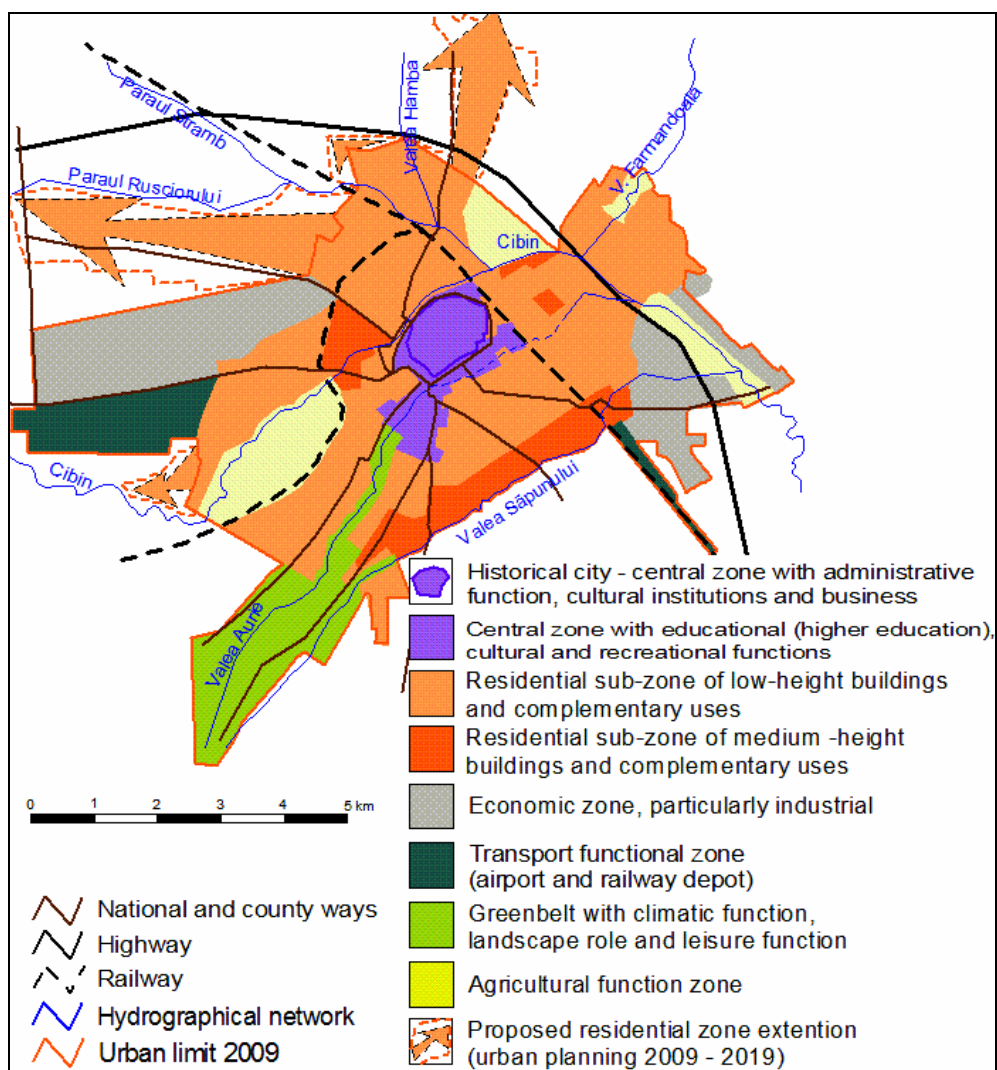 Paraul Stramb
Valea Hamba
V. Farmandoala
Paraul Rusciorului
Cibin
Cibin
Valea Săpunului
Valea Aurie
Historical city - central zone with administrative
function, cultural institutions and business
Central zone with educational (higher education),
cultural and recreational functions
Residential sub-zone of low-height buildings
and complementary uses
Residential sub-zone of medium -height
buildings and complementary uses
Economic zone, particularly industrial
Transport functional zone
(airport and railway depot)
Greenbelt with climatic function,
landscape role and leisure function
Agricultural function zone
Proposed residential zone extention
(urban planning 2009 - 2019)
0 1 2 3 4 5 km
National and county ways
Highway
Railway
Hydrographical network
Urban limit 2009